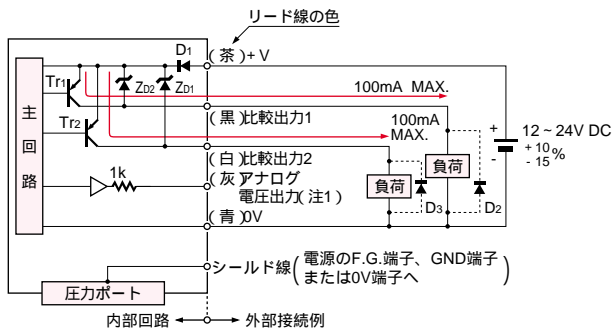 リード線の色
D1
(茶)+V
Tr1
ZD2
ZD1
100mA MAX.
主回路
(黒)比較出力1
Tr2
100mA
MAX.
+
-
12~24V DC
+10
-15
%
(白)比較出力2
負荷
負荷
1k
(灰)アナログ
電圧出力(注1)
D3
D2
(青)0V
シールド線(電源のF.G.端子、GND端子
または0V端子へ)
圧力ポート
内部回路
外部接続例